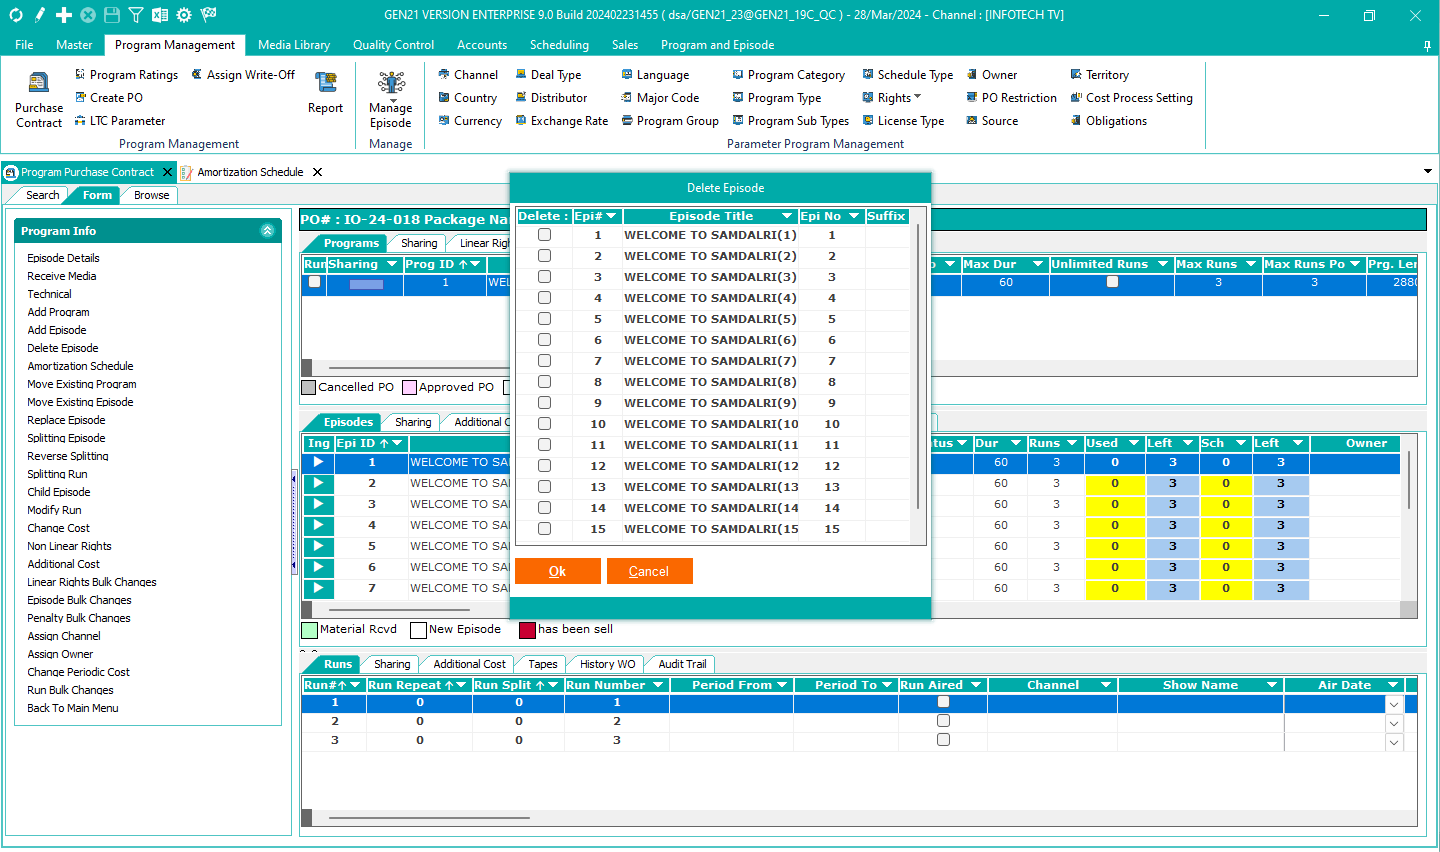 GEN21 VERSION ENTERPRISE 9.0 Build 202402231455 ( dsa/GEN21_23@GEN21_19C_QC ) - 28/Mar/2024 - Channel : [INFOTECH TV]
File Master Program Management Media Library Quality Control Accounts Scheduling Sales Program and Episode
Purchase Contract
Program Ratings Assign Write-Off
Create PO
LTC Parameter
Report
Program Management
Manage Episode
Manage
Channel Deal Type Language Program Category Schedule Type Owner Territory
Country Distributor Major Code Program Type Rights PO Restriction Cost Process Setting
Currency Exchange Rate Program Group Program Sub Types License Type Source Obligations
Parameter Program Management
Program Purchase Contract Amortization Schedule
Search Form Browse
Program Info
Episode Details
Receive Media
Technical
Add Program
Add Episode
Delete Episode
Amortization Schedule
Move Existing Program
Move Existing Episode
Replace Episode
Splitting Episode
Reverse Splitting
Splitting Run
Child Episode
Modify Run
Change Cost
Non Linear Rights
Additional Cost
Linear Rights Bulk Changes
Episode Bulk Changes
Penalty Bulk Changes
Assign Channel
Assign Owner
Change Periodic Cost
Run Bulk Changes
Back To Main Menu
PO# : IO-24-018 Package Na
Programs Sharing Linear Righ
Run Sharing Prog ID o Max Dur Unlimited Runs Max Runs Max Runs Po Prg. Len
1 WEL 60 3 3 2880
Cancelled PO Approved PO
Delete Episode
Delete : Epi# Episode Title Epi No Suffix
1 WELCOME TO SAMDALRI(1) 1
2 WELCOME TO SAMDALRI(2) 2
3 WELCOME TO SAMDALRI(3) 3
4 WELCOME TO SAMDALRI(4) 4
5 WELCOME TO SAMDALRI(5) 5
6 WELCOME TO SAMDALRI(6) 6
7 WELCOME TO SAMDALRI(7) 7
8 WELCOME TO SAMDALRI(8) 8
9 WELCOME TO SAMDALRI(9) 9
10 WELCOME TO SAMDALRI(10 10
11 WELCOME TO SAMDALRI(11 11
12 WELCOME TO SAMDALRI(12 12
13 WELCOME TO SAMDALRI(13 13
14 WELCOME TO SAMDALRI(14 14
15 WELCOME TO SAMDALRI(15 15
Ok Cancel
Episodes Sharing Additional C
Ing Epi ID atus Dur Runs Used Left Sch Left Owner
1 WELCOME TO SA 60 3 0 3 0 3
2 WELCOME TO SA 60 3 0 3 0 3
3 WELCOME TO SA 60 3 0 3 0 3
4 WELCOME TO SA 60 3 0 3 0 3
5 WELCOME TO SA 60 3 0 3 0 3
6 WELCOME TO SA 60 3 0 3 0 3
7 WELCOME TO SA 60 3 0 3 0 3
Material Rcvd New Episode has been sell
Runs Sharing Additional Cost Tapes History WO Audit Trail
Run# Run Repeat Run Split Run Number Period From Period To Run Aired Channel Show Name Air Date
1 0 0 1
2 0 0 2
3 0 0 3